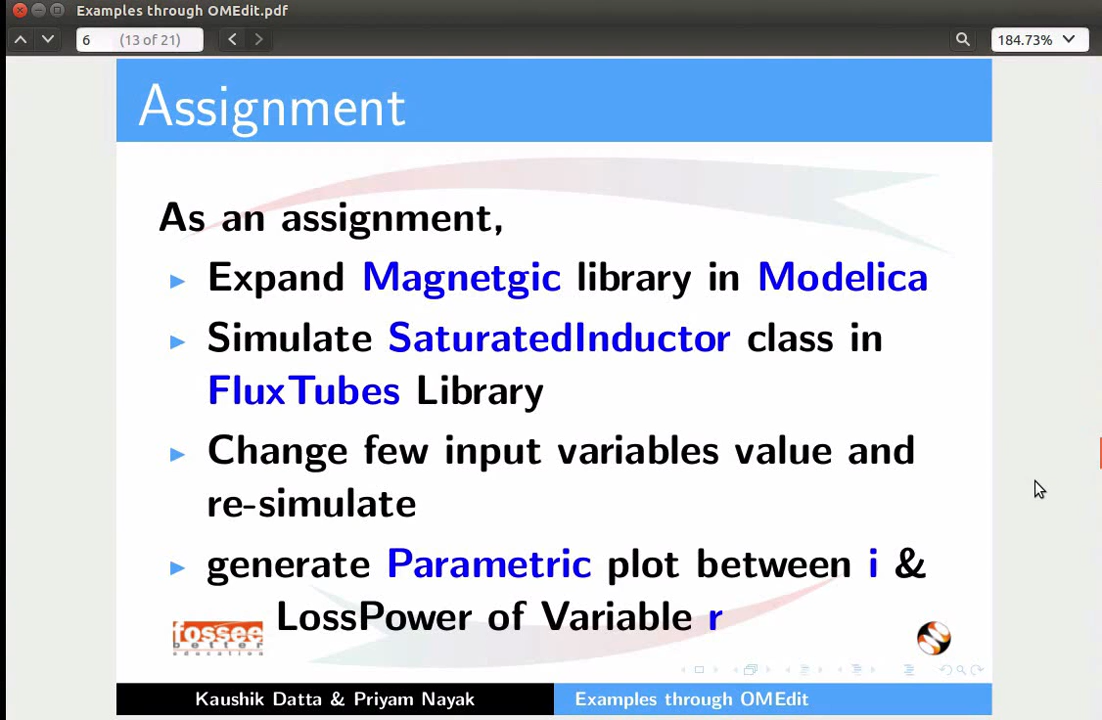 Examples through OMEdit.pdf
6 (13 of 21)
184.73%
Assignment
As an assignment,
Expand Magnetgic library in Modelica
Simulate SaturatedInductor class in
FluxTubes Library
Change few input variables value and
re-simulate
generate Parametric plot between i &
LossPower of Variable r
fossee
better
education
Kaushik Datta & Priyam Nayak
Examples through OMEdit